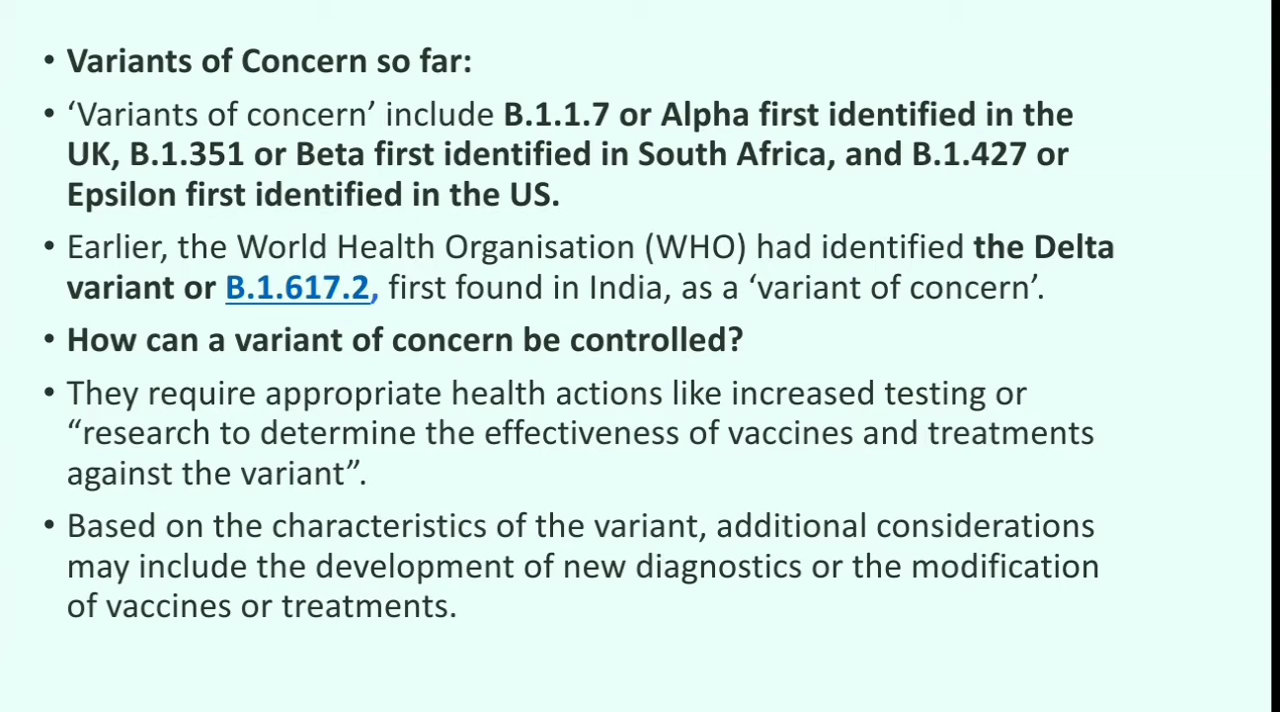 • Variants of Concern so far:
• ‘Variants of concern’ include B.1.1.7 or Alpha first identified in the
UK, B.1.351 or Beta first identified in South Africa, and B.1.427 or
Epsilon first identified in the US.
• Earlier, the World Health Organisation (WHO) had identified the Delta
variant or B.1.617.2, first found in India, as a ‘variant of concern’.
• How can a variant of concern be controlled?
• They require appropriate health actions like increased testing or
“research to determine the effectiveness of vaccines and treatments
against the variant”.
• Based on the characteristics of the variant, additional considerations
may include the development of new diagnostics or the modification
of vaccines or treatments.